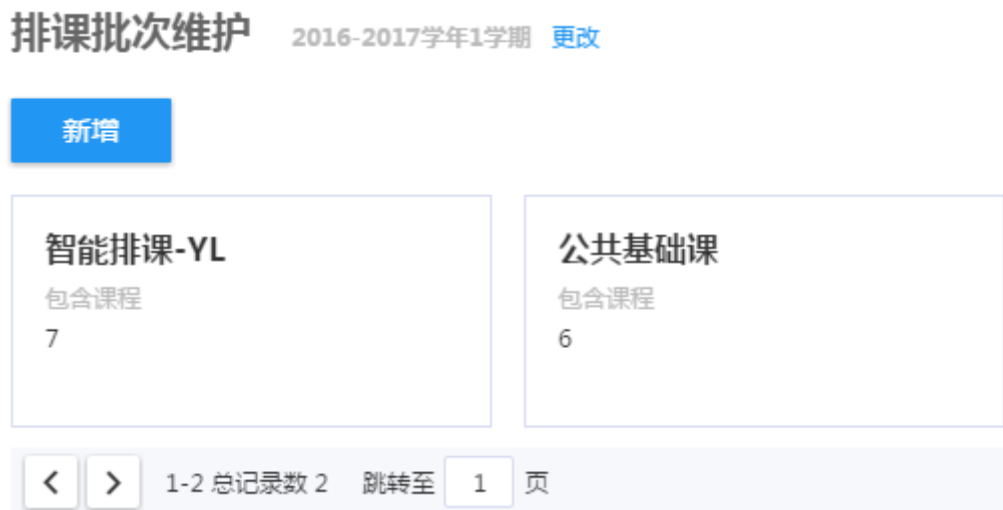 排课批次维护 2016-2017学年1学期 更改
新增
智能排课-YL 公共基础课
包含课程 包含课程
7 6
1-2 总记录数 2 跳转至 1 页